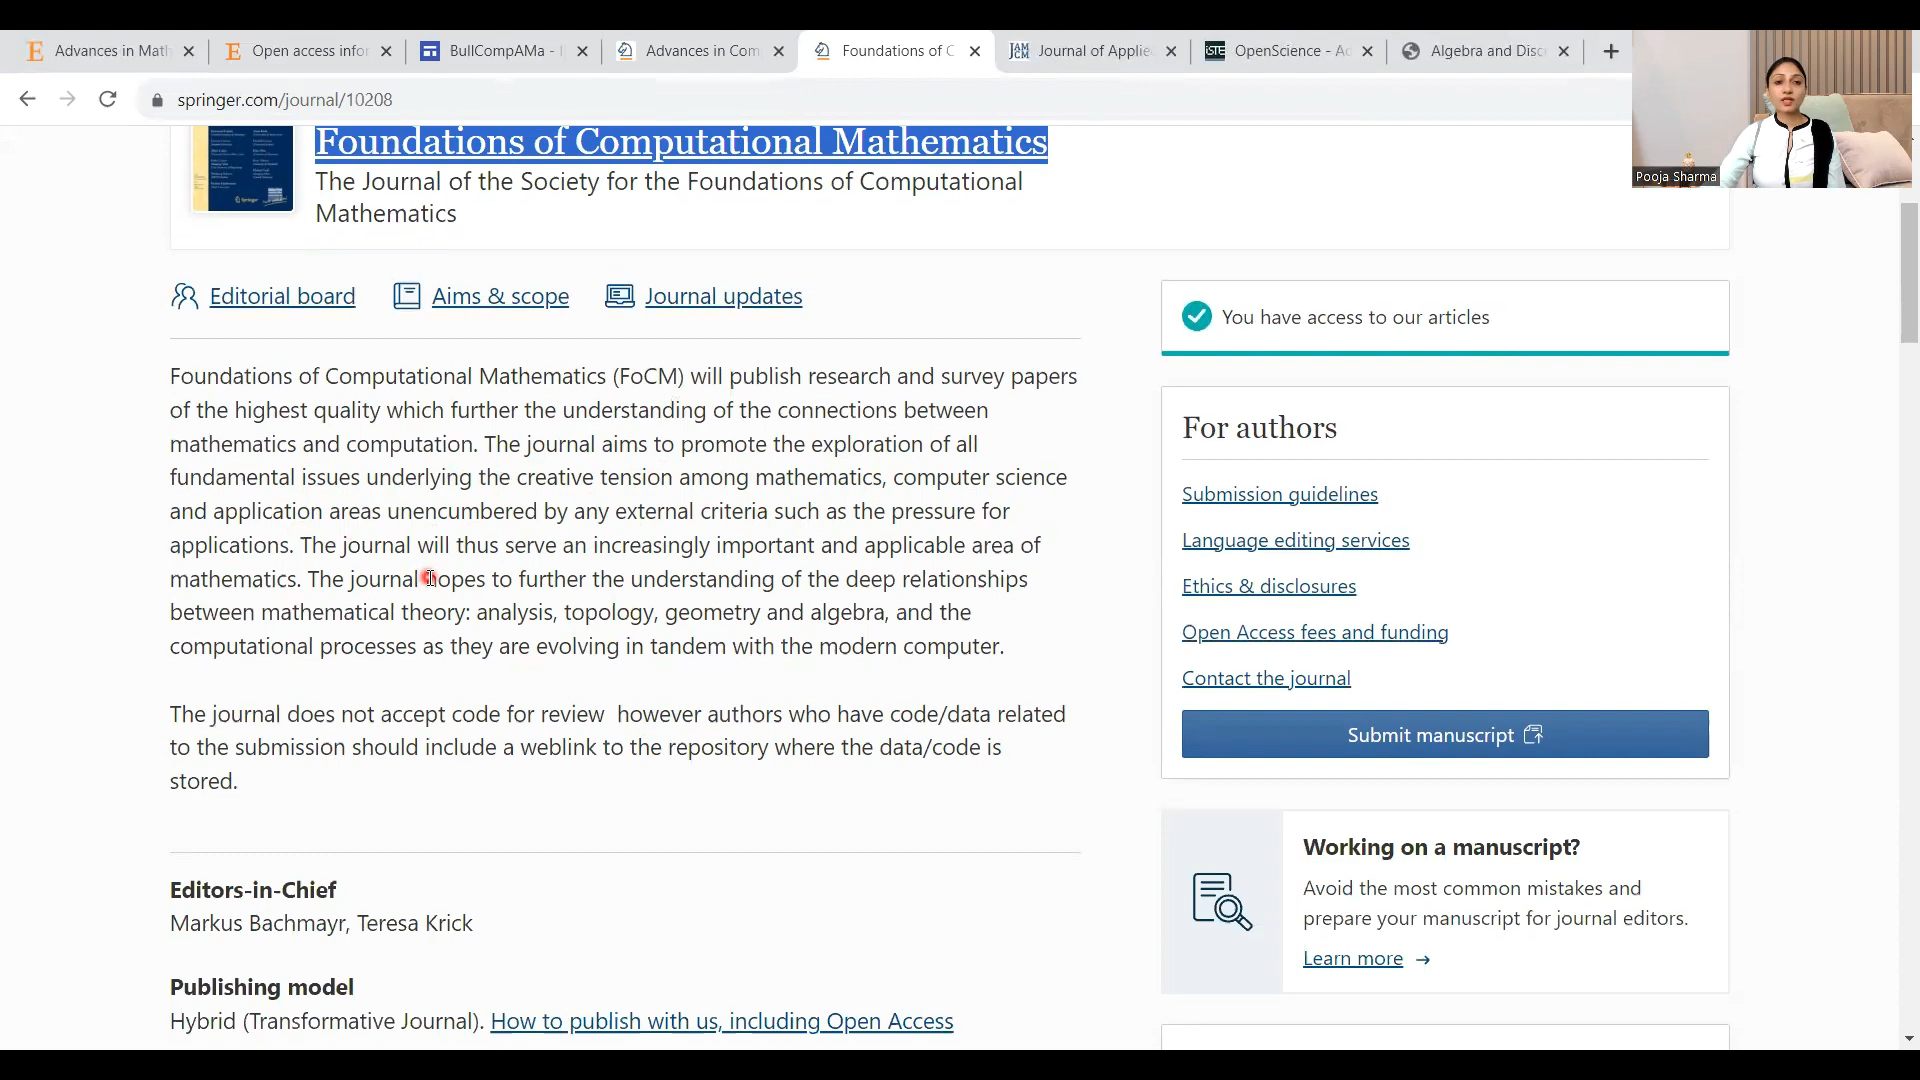 Advances in Math
Open access infor
BullCompAMa -
Advances in Com
Foundations of C
JAMCM Journal of Applie
iSTE OpenScience - Ad
Algebra and Disc
springer.com/journal/10208
Pooja Sharma
Foundations of Computational Mathematics
The Journal of the Society for the Foundations of Computational
Mathematics
Editorial board
Aims & scope
Journal updates
Foundations of Computational Mathematics (FoCM) will publish research and survey papers
of the highest quality which further the understanding of the connections between
mathematics and computation. The journal aims to promote the exploration of all
fundamental issues underlying the creative tension among mathematics, computer science
and application areas unencumbered by any external criteria such as the pressure for
applications. The journal will thus serve an increasingly important and applicable area of
mathematics. The journal hopes to further the understanding of the deep relationships
between mathematical theory: analysis, topology, geometry and algebra, and the
computational processes as they are evolving in tandem with the modern computer.
The journal does not accept code for review  however authors who have code/data related
to the submission should include a weblink to the repository where the data/code is
stored.
Editors-in-Chief
Markus Bachmayr, Teresa Krick
Publishing model
Hybrid (Transformative Journal). How to publish with us, including Open Access
You have access to our articles
For authors
Submission guidelines
Language editing services
Ethics & disclosures
Open Access fees and funding
Contact the journal
Submit manuscript
Working on a manuscript?
Avoid the most common mistakes and
prepare your manuscript for journal editors.
Learn more →